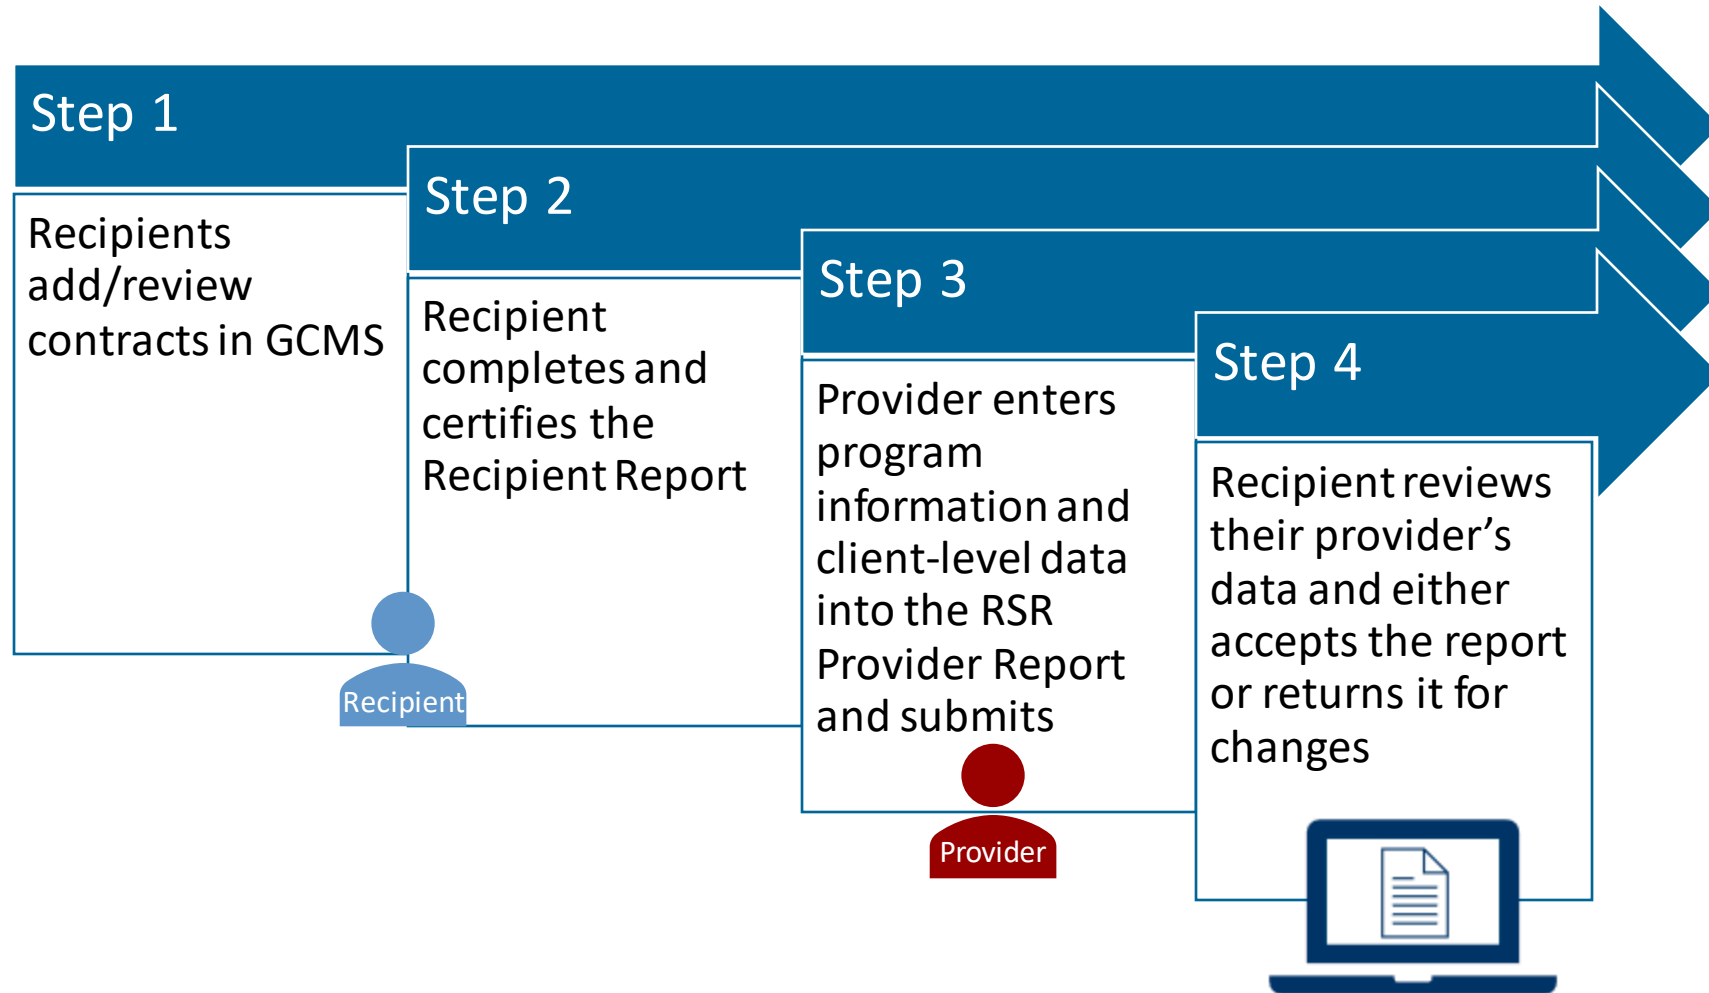 Step 1
Recipients
add/review
contracts in GCMS
Step 2
Recipient
completes and
certifies the
Recipient Report
Recipient
Step 3
Provider enters
program
information and
client-level data
into the RSR
Provider Report
and submits
Provider
Step 4
Recipient reviews
their provider’s
data and either
accepts the report
or returns it for
changes